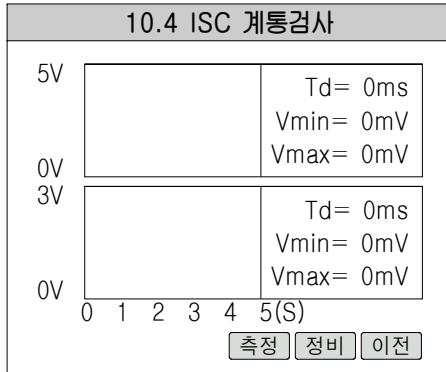 10.4 ISC 계통검사
5V
Td= 0ms
Vmin= 0mV
Vmax= 0mV
0V
3V
Td= 0ms
Vmin= 0mV
Vmax= 0mV
0V
0 1 2 3 4 5(S)
측정 정비 이전